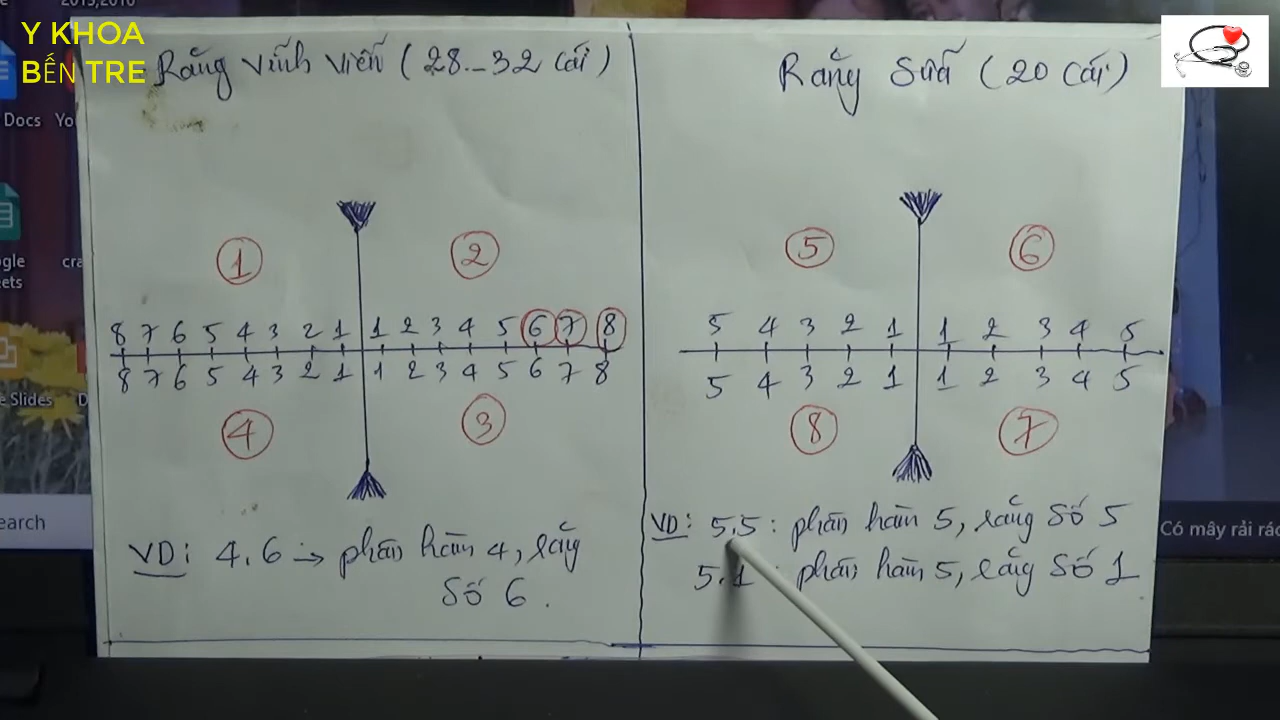 2015,2016
Y KHOA
BẾN TRE
Răng vĩnh viễn (28.-32 cái)
Răng Sữa (20 cái)
Docs
1
2
5
6
8 7 6 5 4 3 2 1 1 2 3 4 5 6 7 8
8 7 6 5 4 3 2 1 1 2 3 4 5 6 7 8
5 4 3 2 1 1 2 3 4 5
5 4 3 2 1 1 2 3 4 5
4
3
8
7
Slides
earch
VD: 4.6 → phần hàm 4, răng
Số 6.
VD: 5.5: phần hàm 5, răng Số 5
5.1: phần hàm 5, răng Số 1
Có mây rải rác